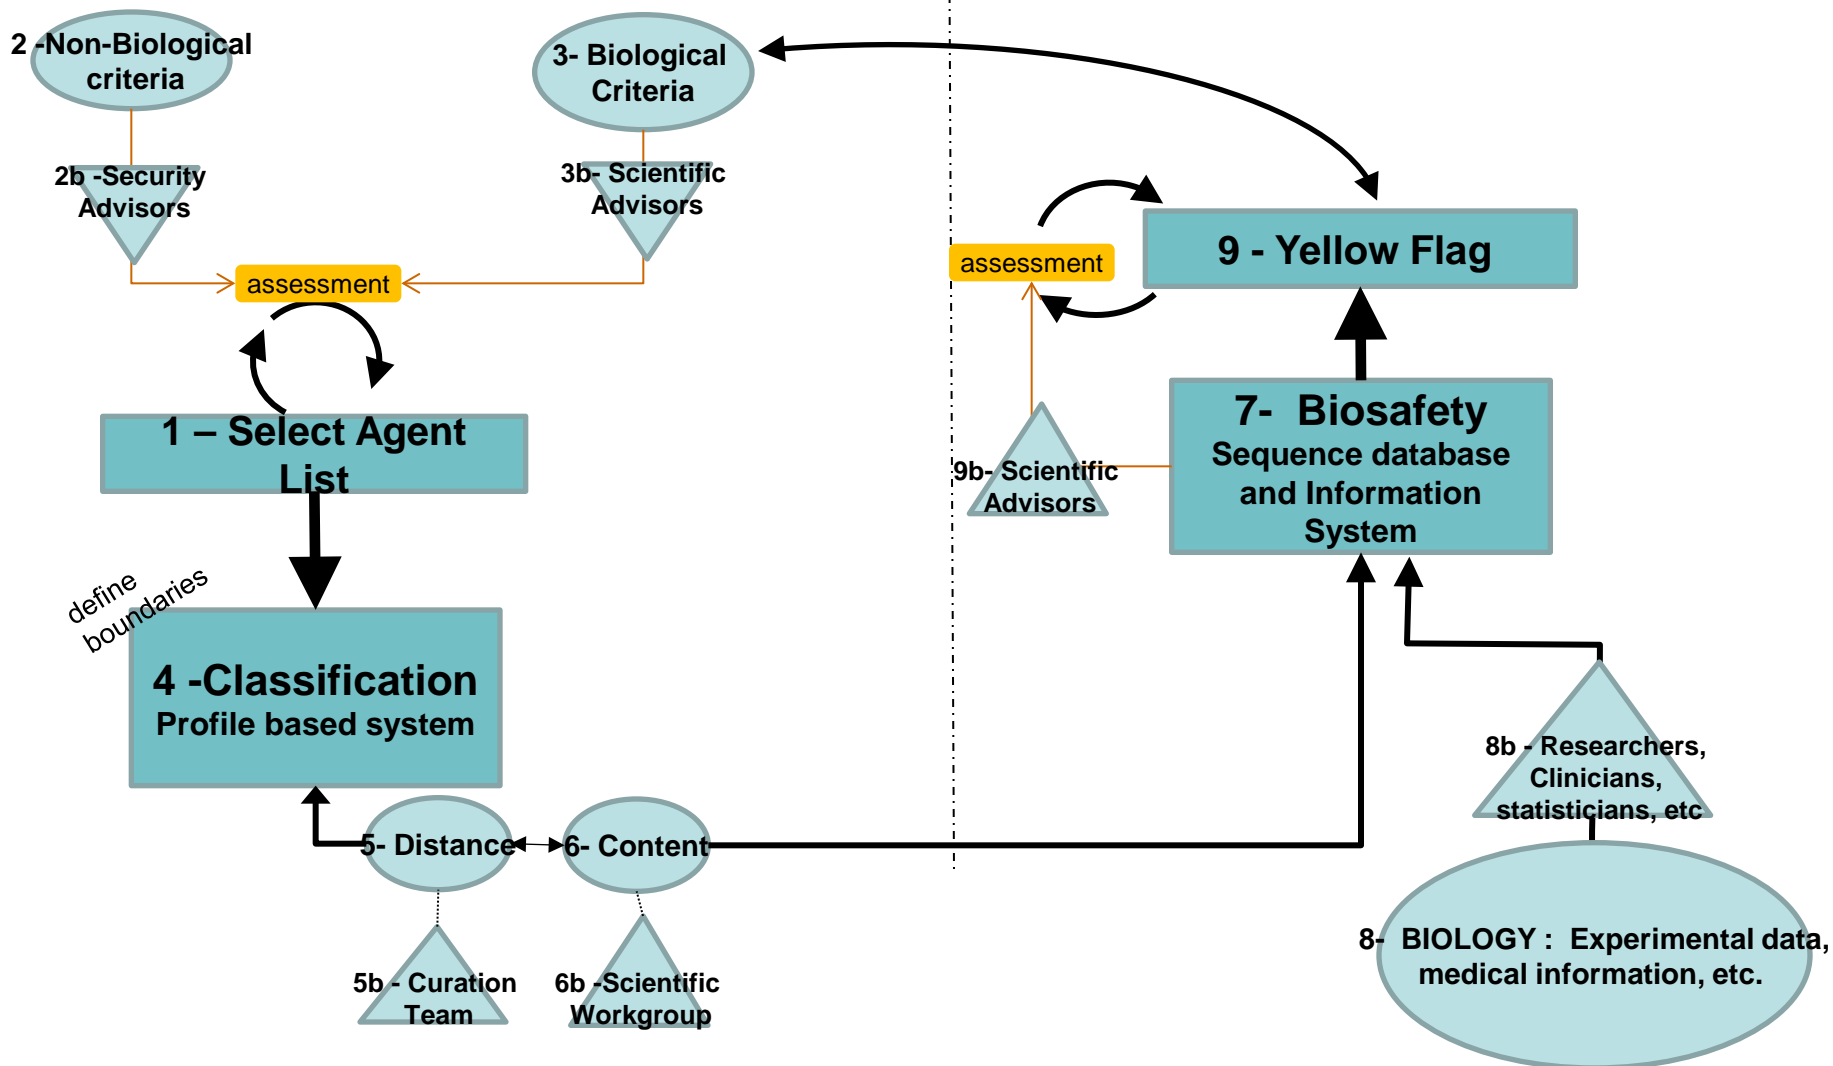 2 -Non-Biological
criteria
3- Biological
Criteria
2b -Security
Advisors
3b- Scientific
Advisors
assessment
1 – Select Agent
List
define
boundaries
4 -Classification
Profile based system
5- Distance
6- Content
5b - Curation
Team
6b -Scientific
Workgroup
9 - Yellow Flag
assessment
7-  Biosafety
Sequence database
and Information
System
9b- Scientific
Advisors
8b - Researchers,
Clinicians,
statisticians, etc
8-  BIOLOGY :  Experimental data,
medical information, etc.